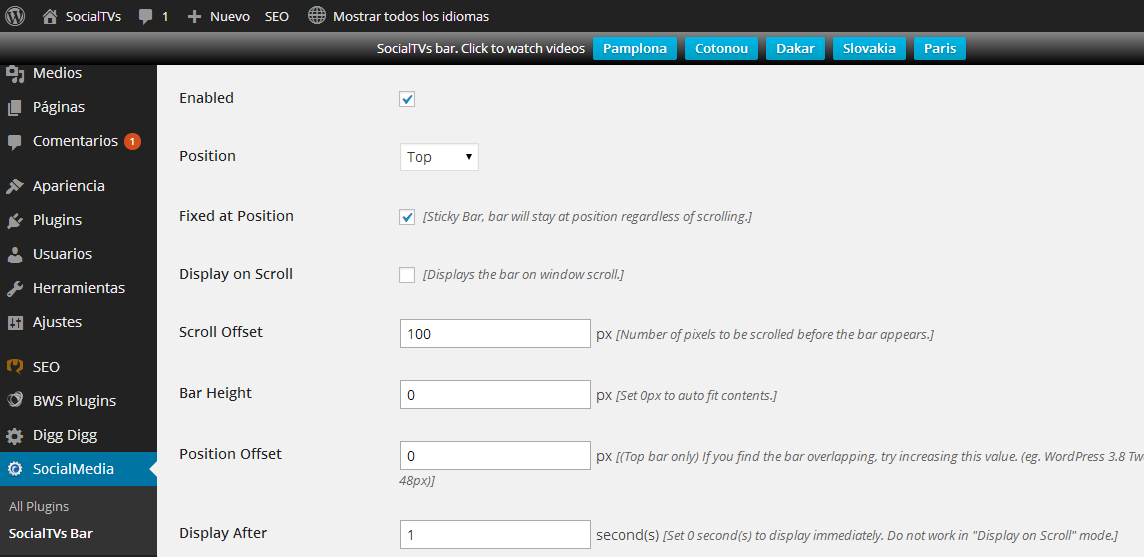 SocialTVs 1 Nuevo SEO Mostrar todos los idiomas
SocialTVs bar. Click to watch videos Pamplona Cotonou Dakar Slovakia Paris
Medios
Páginas
Comentarios 1
Apariencia
Plugins
Usuarios
Herramientas
Ajustes
SEO
BWS Plugins
Digg Digg
SocialMedia
All Plugins
SocialTVs Bar
Enabled
Position Top
Fixed at Position [Sticky Bar, bar will stay at position regardless of scrolling.]
Display on Scroll [Displays the bar on window scroll.]
Scroll Offset 100 px [Number of pixels to be scrolled before the bar appears.]
Bar Height 0 px [Set 0px to auto fit contents.]
Position Offset 0 px [(Top bar only) If you find the bar overlapping, try increasing this value. (eg. WordPress 3.8 Tw
48px)]
Display After 1 second(s) [Set 0 second(s) to display immediately. Do not work in "Display on Scroll" mode.]